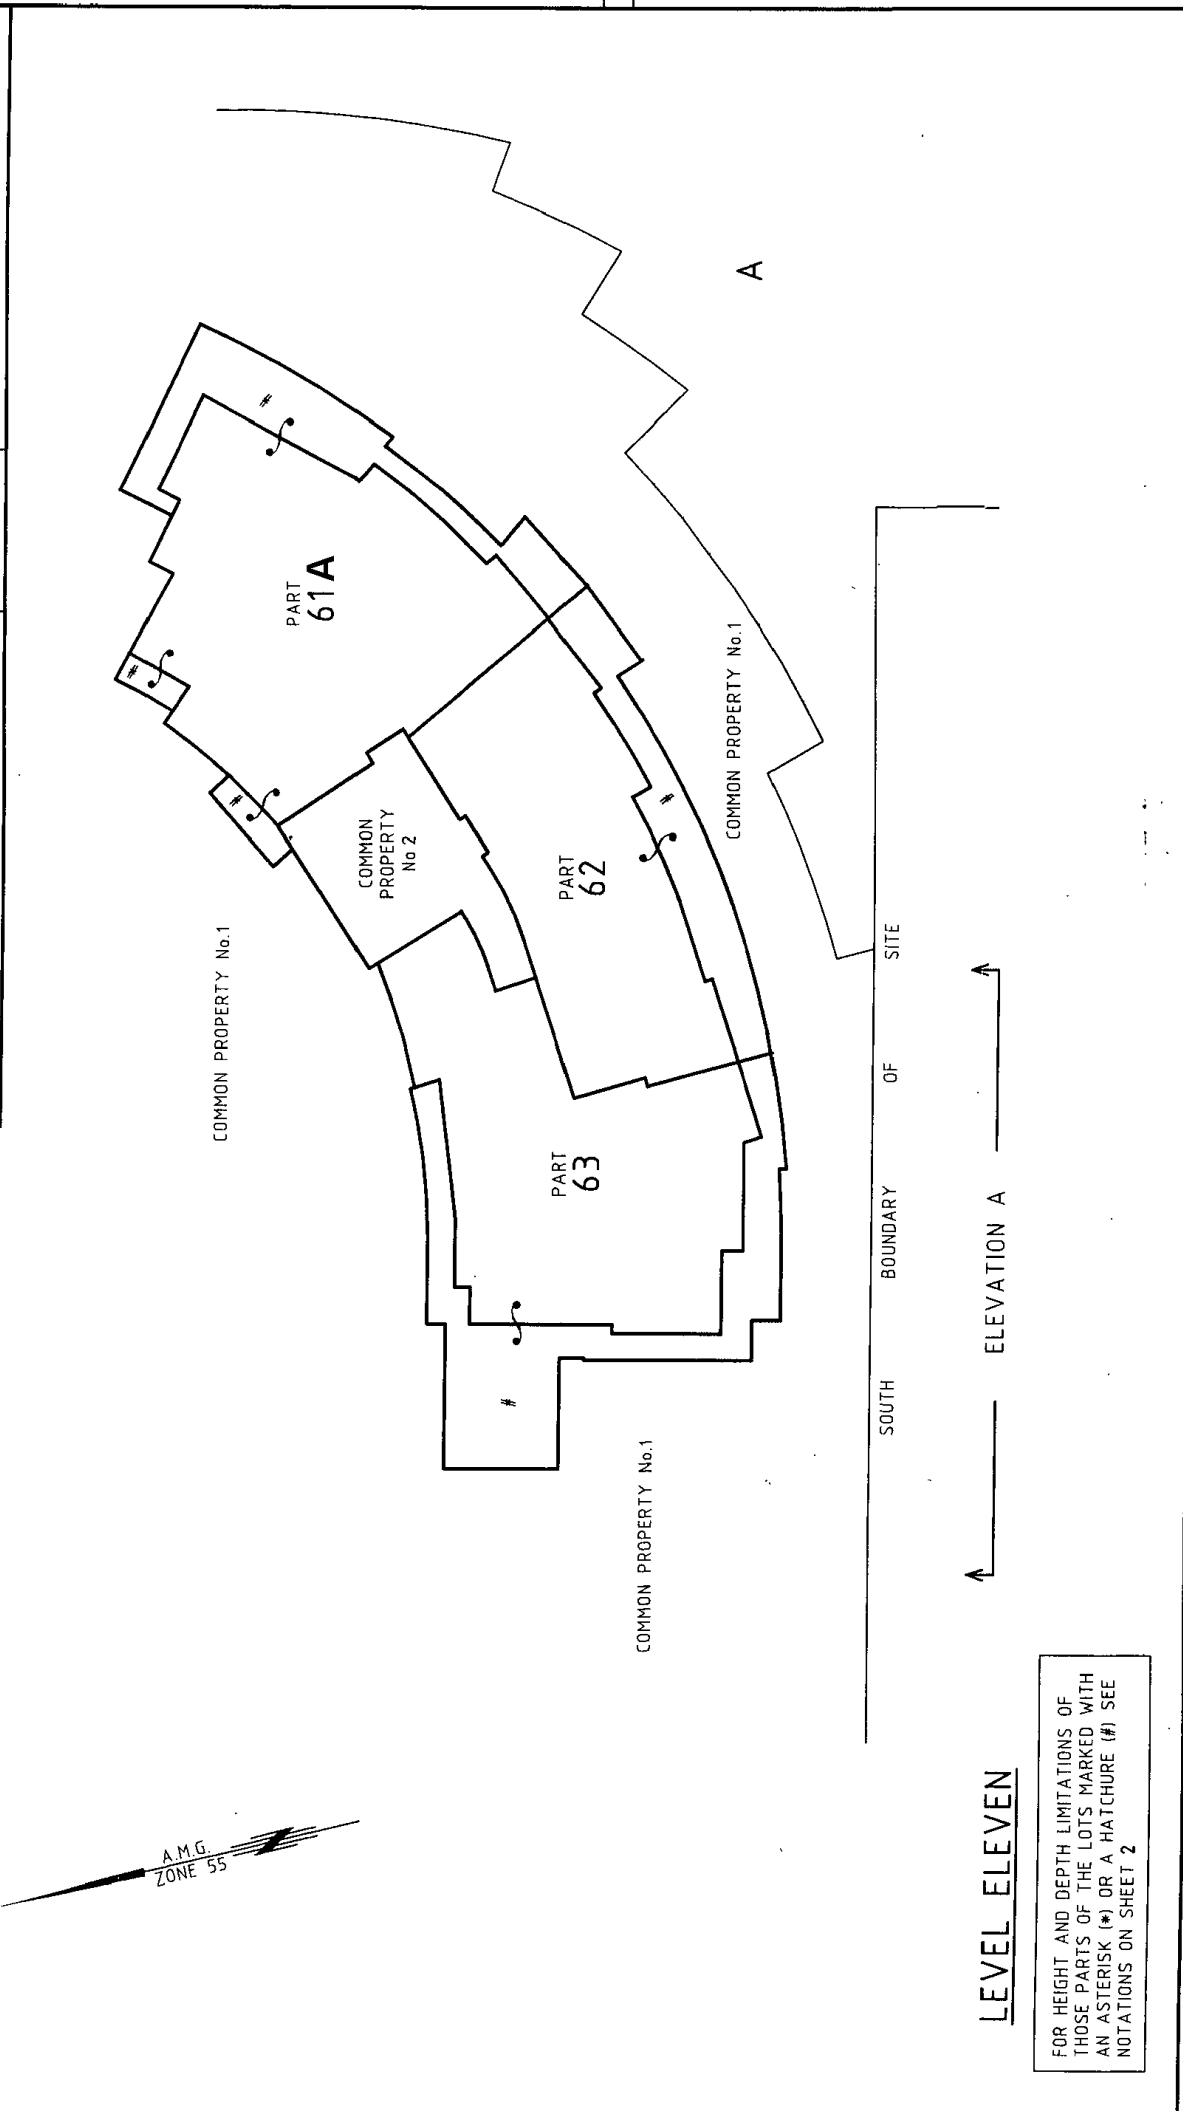 A.M.G.
ZONE 55
COMMON PROPERTY No.1
COMMON PROPERTY No.1
COMMON PROPERTY No.1
PART
61A
#
#
#
COMMON
PROPERTY
No 2
PART
62
#
PART
63
#
A
SOUTH BOUNDARY OF SITE
ELEVATION A
LEVEL ELEVEN
FOR HEIGHT AND DEPTH LIMITATIONS OF
THOSE PARTS OF THE LOTS MARKED WITH
AN ASTERISK (*) OR A HATCHURE (#) SEE
NOTATIONS ON SHEET 2